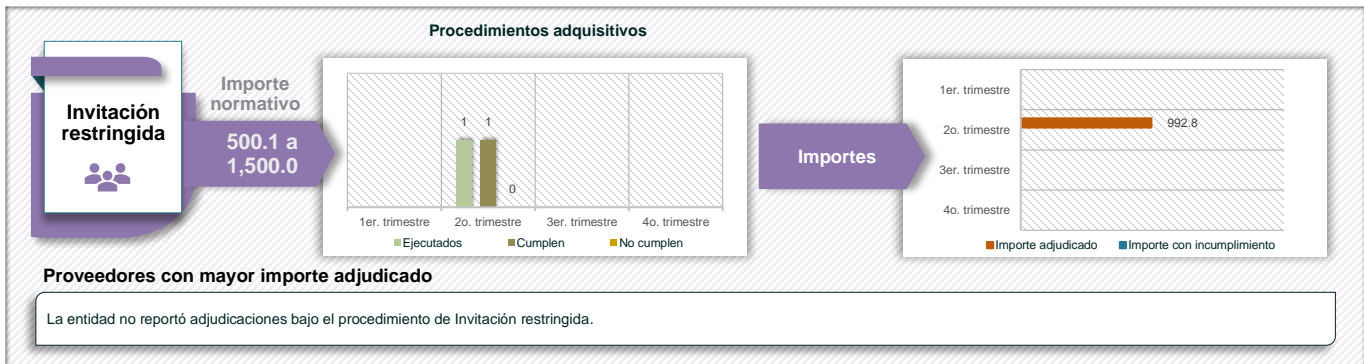 Procedimientos adquisitivos
Invitación
restringida
Importe
normativo
500.1 a
1,500.0
1
1
0
1er. trimestre
2o. trimestre
3er. trimestre
4o. trimestre
Ejecutados
Cumplen
No cumplen
Importes
1er. trimestre
2o. trimestre
992.8
3er. trimestre
4o. trimestre
Importe adjudicado
Importe con incumplimiento
Proveedores con mayor importe adjudicado
La entidad no reportó adjudicaciones bajo el procedimiento de Invitación restringida.